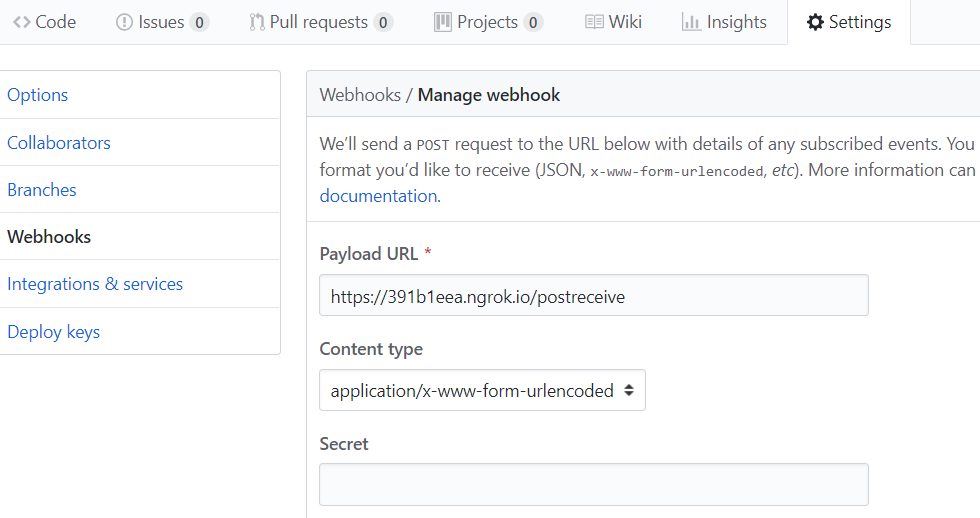 Code Issues 0 Pull requests 0 Projects 0 Wiki Insights Settings
Options
Collaborators
Branches
Webhooks
Integrations & services
Deploy keys
Webhooks / Manage webhook
We’ll send a POST request to the URL below with details of any subscribed events. You
format you’d like to receive (JSON, x-www-form-urlencoded, etc). More information can
documentation.
Payload URL *
https://391b1eea.ngrok.io/postreceive
Content type
application/x-www-form-urlencoded
Secret